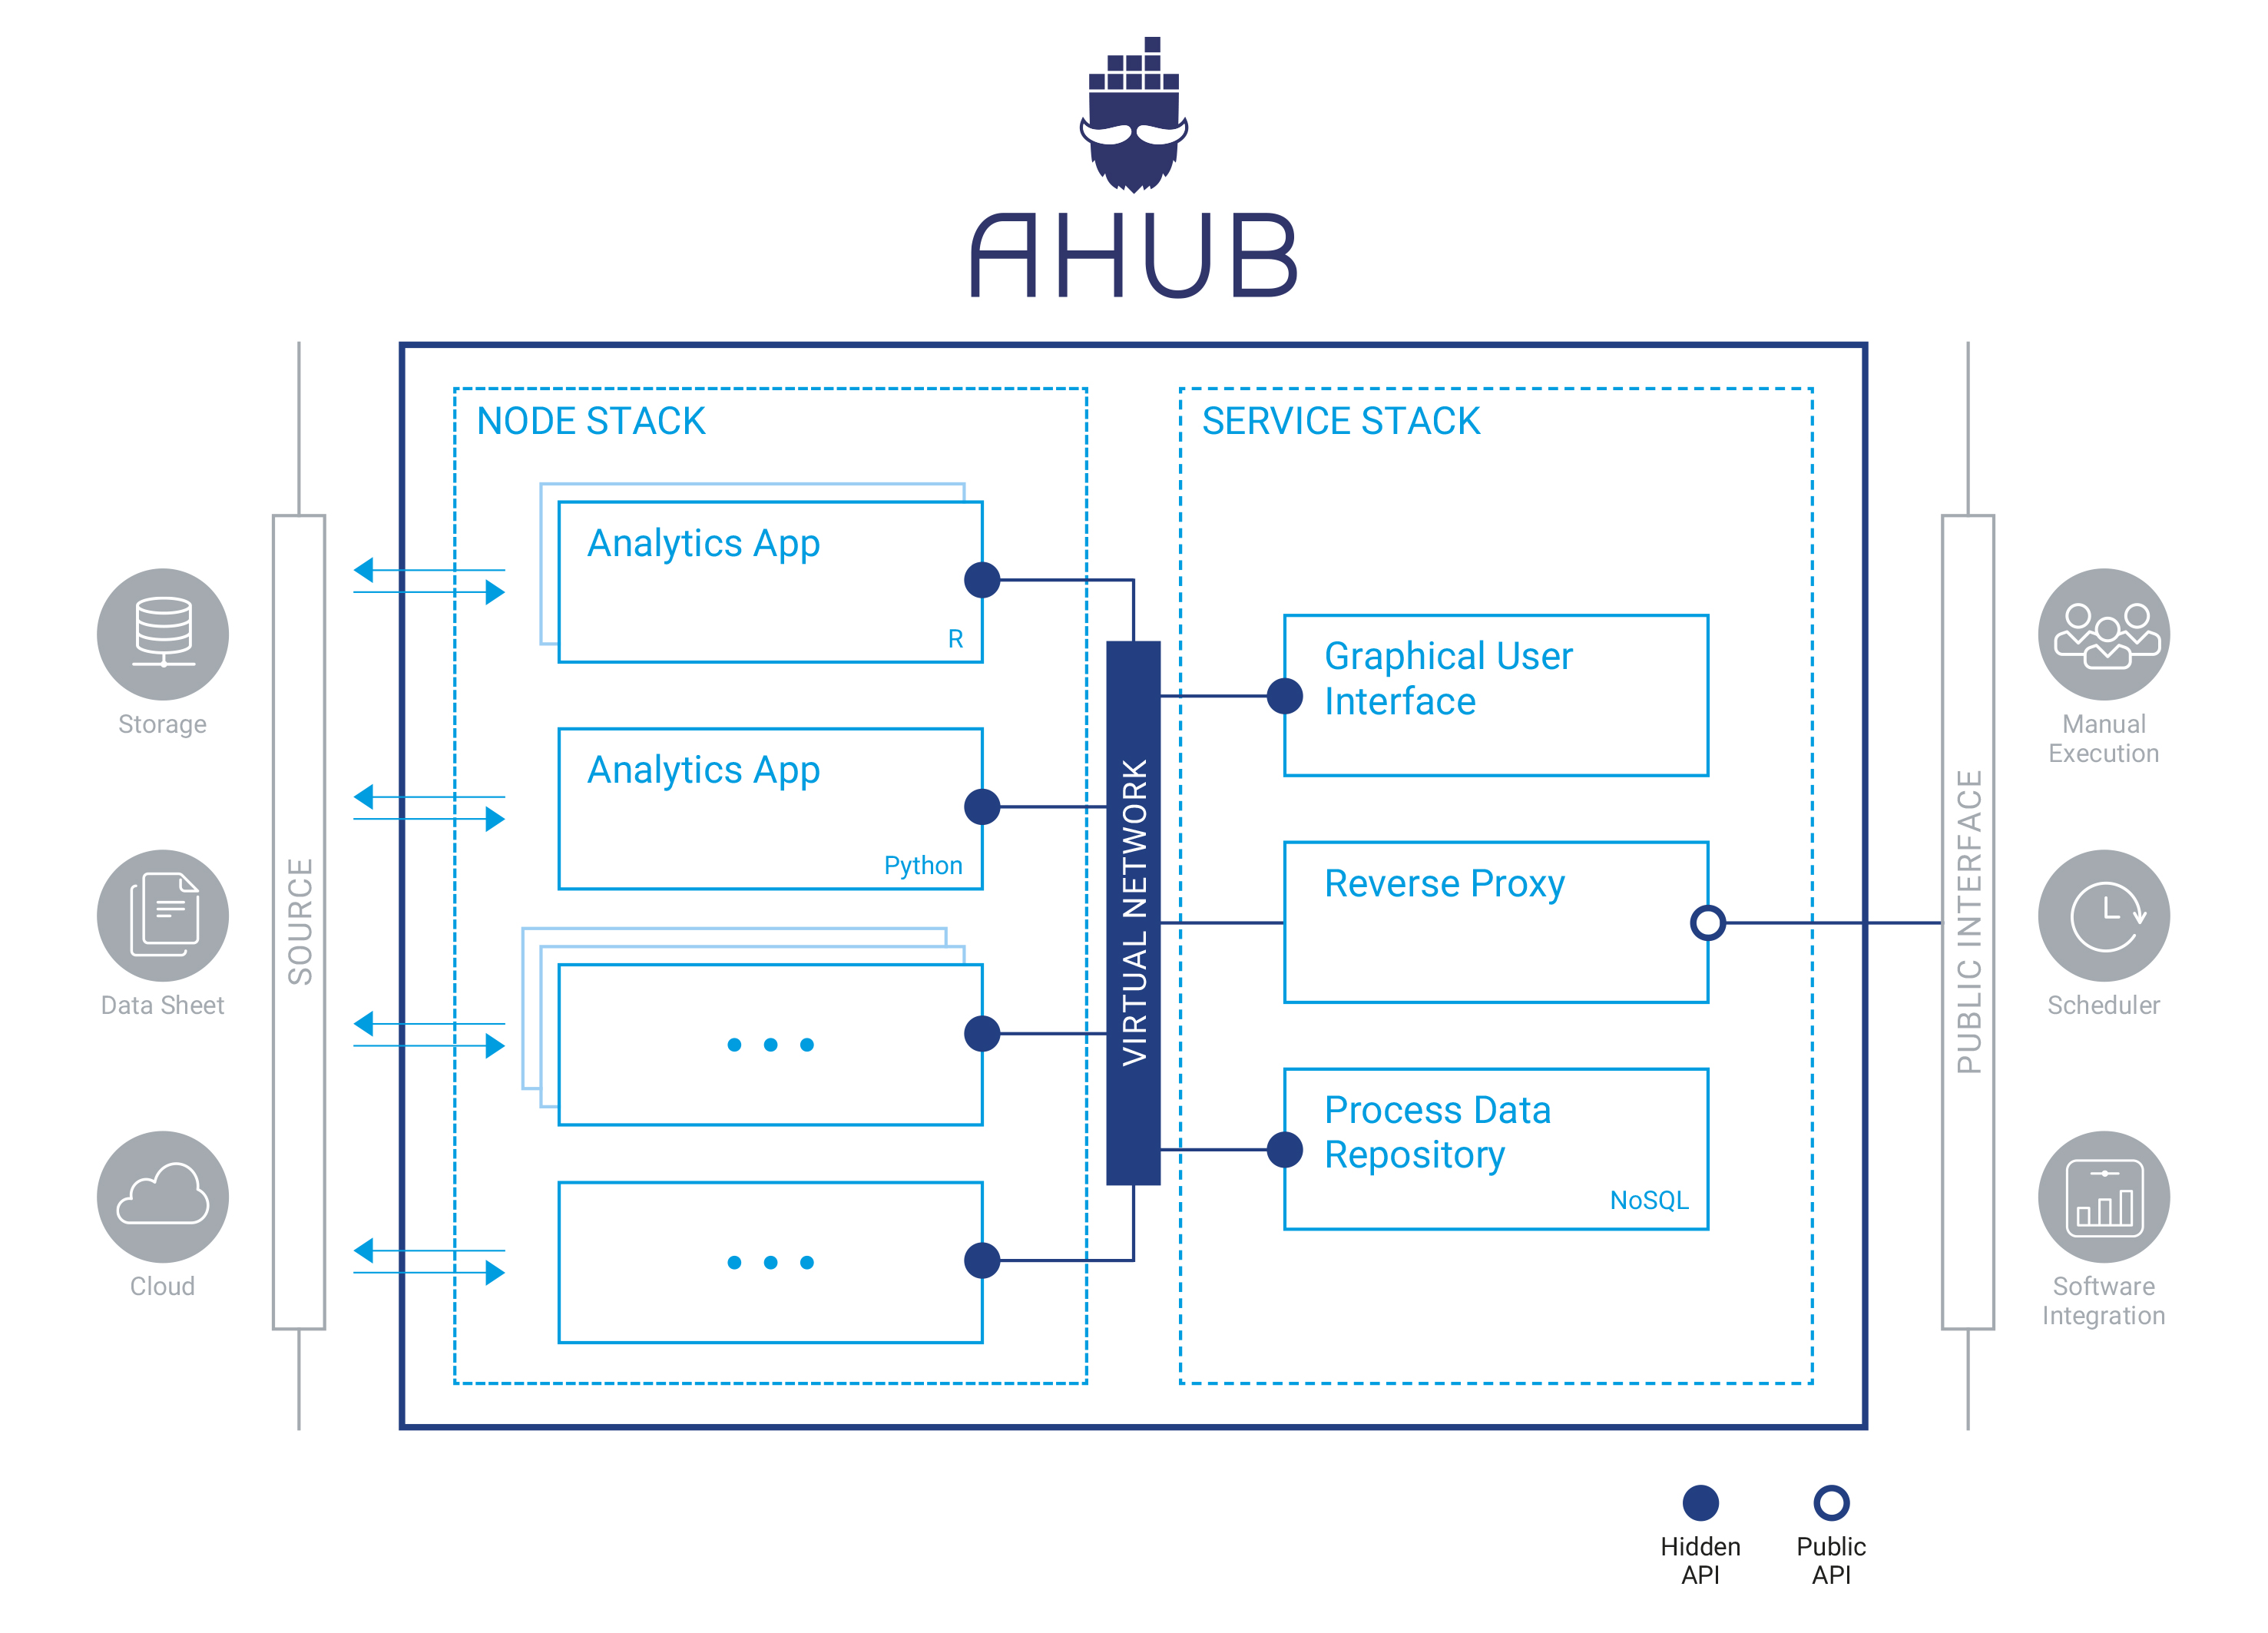 AHUB
NODE STACK
SERVICE STACK
Analytics App
R
Analytics App
Python
Graphical User
Interface
Reverse Proxy
Process Data
Repository
NoSQL
VIRTUAL NETWORK
SOURCE
Storage
Data Sheet
Cloud
PUBLIC INTERFACE
Manual
Execution
Scheduler
Software
Integration
Hidden
API
Public
API